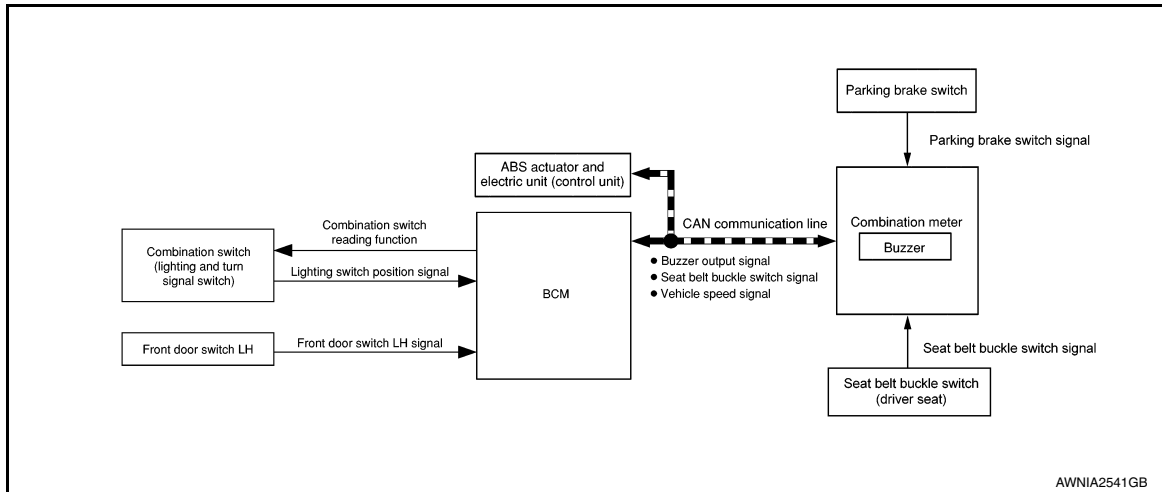 Parking brake switch
Parking brake switch signal
ABS actuator and
electric unit (control unit)
CAN communication line
Combination meter
Buzzer
Combination switch
reading function
Combination switch
(lighting and turn
signal switch)
Lighting switch position signal
BCM
● Buzzer output signal
● Seat belt buckle switch signal
● Vehicle speed signal
Front door switch LH
Front door switch LH signal
Seat belt buckle switch signal
Seat belt buckle switch
(driver seat)
AWNIA2541GB